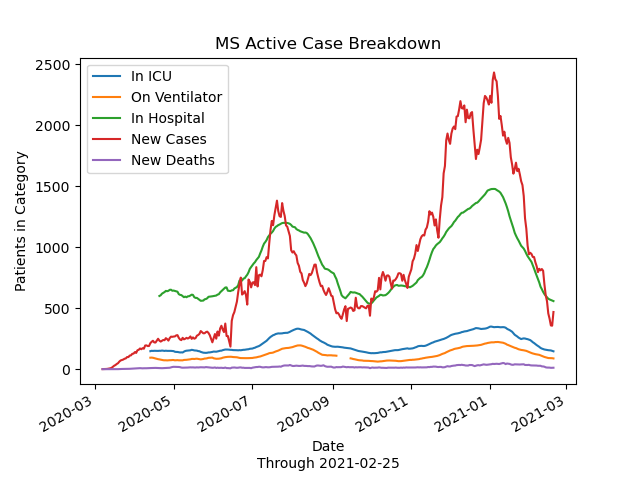 MS Active Case Breakdown
In ICU
On Ventilator
In Hospital
New Cases
New Deaths
Patients in Category
2500
2000
1500
1000
500
0
2020-03
2020-05
2020-07
2020-09
2020-11
2021-01
2021-03
Date
Through 2021-02-25